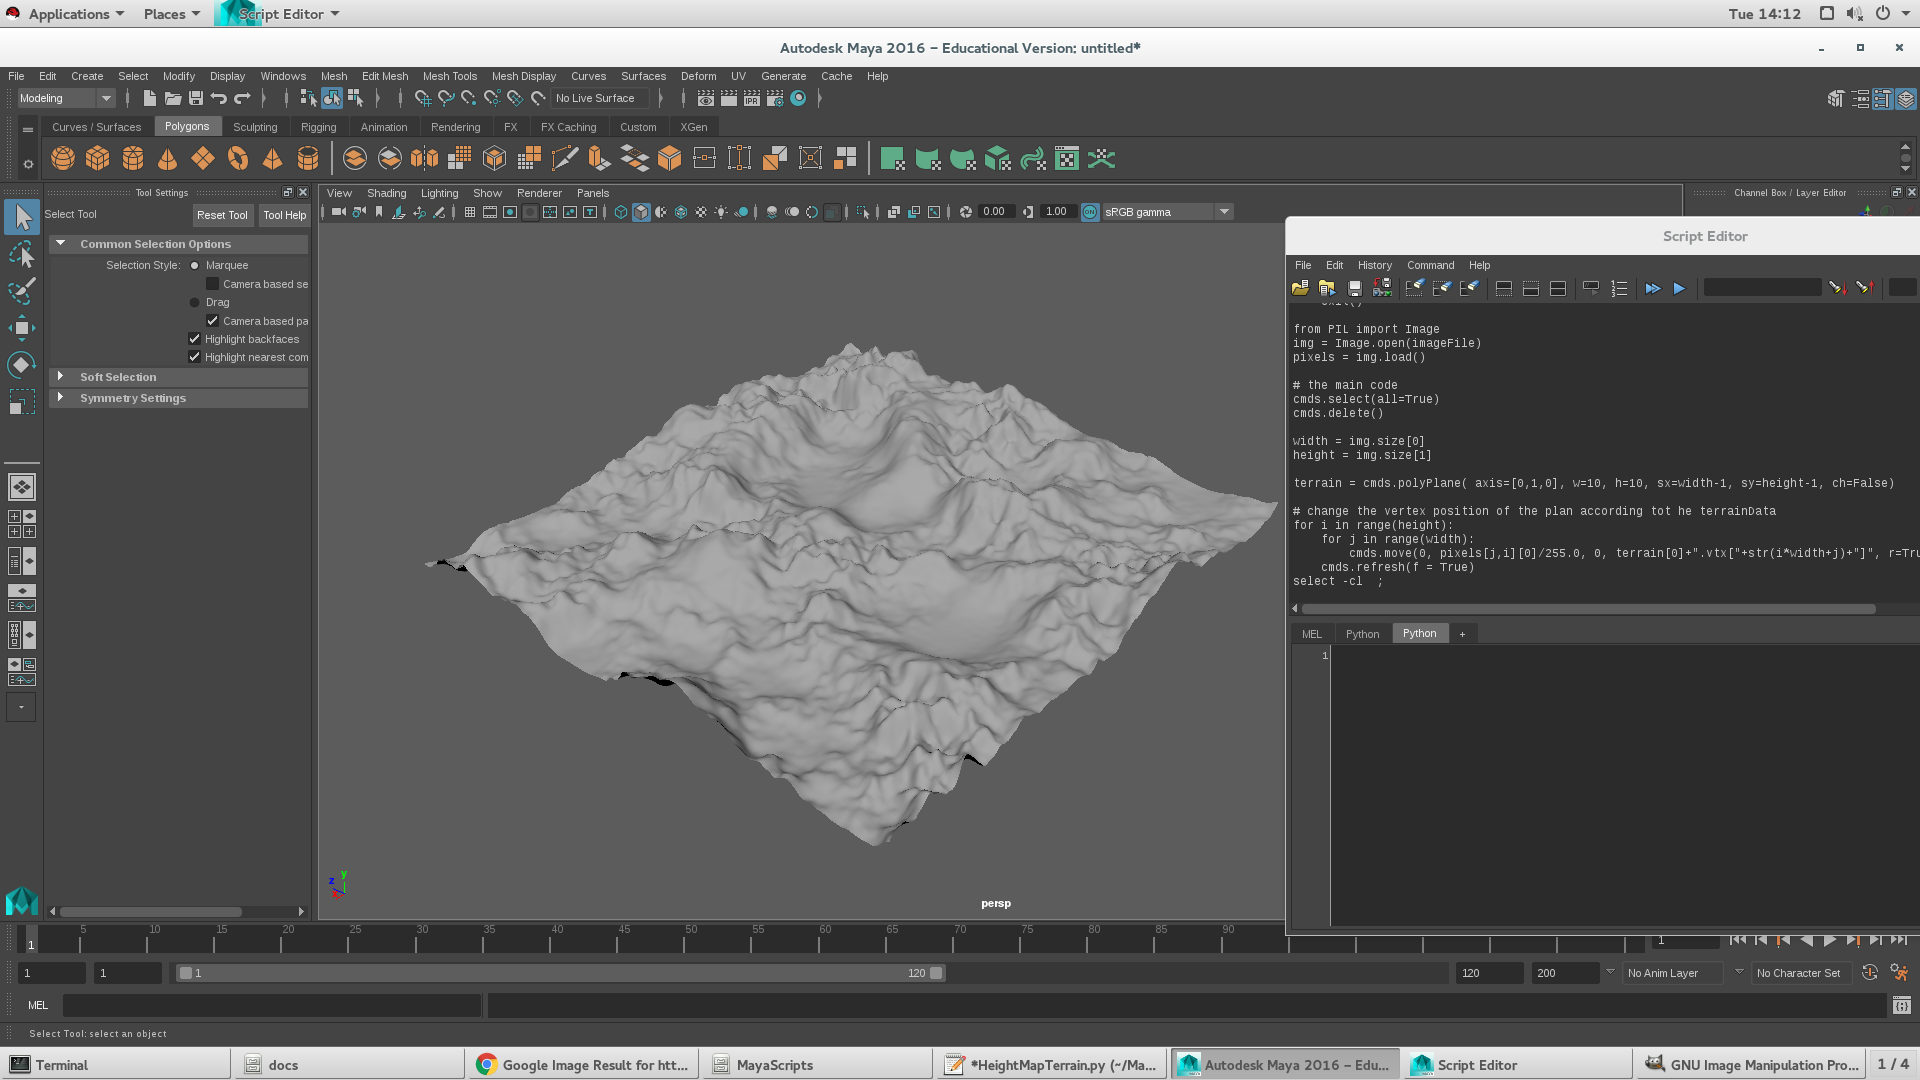 Applications Places Script Editor Tue 14:12
Autodesk Maya 2016 – Educational Version: untitled*
File Edit Create Select Modify Display Windows Mesh Edit Mesh Mesh Tools Mesh Display Curves Surfaces Deform UV Generate Cache Help
Modeling No Live Surface IPR
Curves / Surfaces Polygons Sculpting Rigging Animation Rendering FX FX Caching Custom XGen
Tool Settings
Select Tool Reset Tool Tool Help
Common Selection Options
Selection Style: Marquee
Camera based se
Drag
Camera based pa
Highlight backfaces
Highlight nearest com
Soft Selection
Symmetry Settings
View Shading Lighting Show Renderer Panels
0.00 1.00 ON sRGB gamma
Channel Box / Layer Editor
Script Editor
File Edit History Command Help
from PIL import Image
img = Image.open(imageFile)
pixels = img.load()
# the main code
cmds.select(all=True)
cmds.delete()
width = img.size[0]
height = img.size[1]
terrain = cmds.polyPlane( axis=[0,1,0], w=10, h=10, sx=width-1, sy=height-1, ch=False)
# change the vertex position of the plan according tot he terrainData
for i in range(height):
for j in range(width):
cmds.move(0, pixels[j,i][0]/255.0, 0, terrain[0]+".vtx["+str(i*width+j)+"]", r=Tru
cmds.refresh(f = True)
select -cl ;
MEL Python Python +
1
z y
persp
5 10 15 20 25 30 35 40 45 50 55 60 65 70 75 80 85 90
1 1
1 1 1 120 120 200 No Anim Layer No Character Set
MEL
Select Tool: select an object
Terminal docs Google Image Result for htt... MayaScripts *HeightMapTerrain.py (~/Ma... Autodesk Maya 2016 – Edu... Script Editor GNU Image Manipulation Pro... 1 / 4